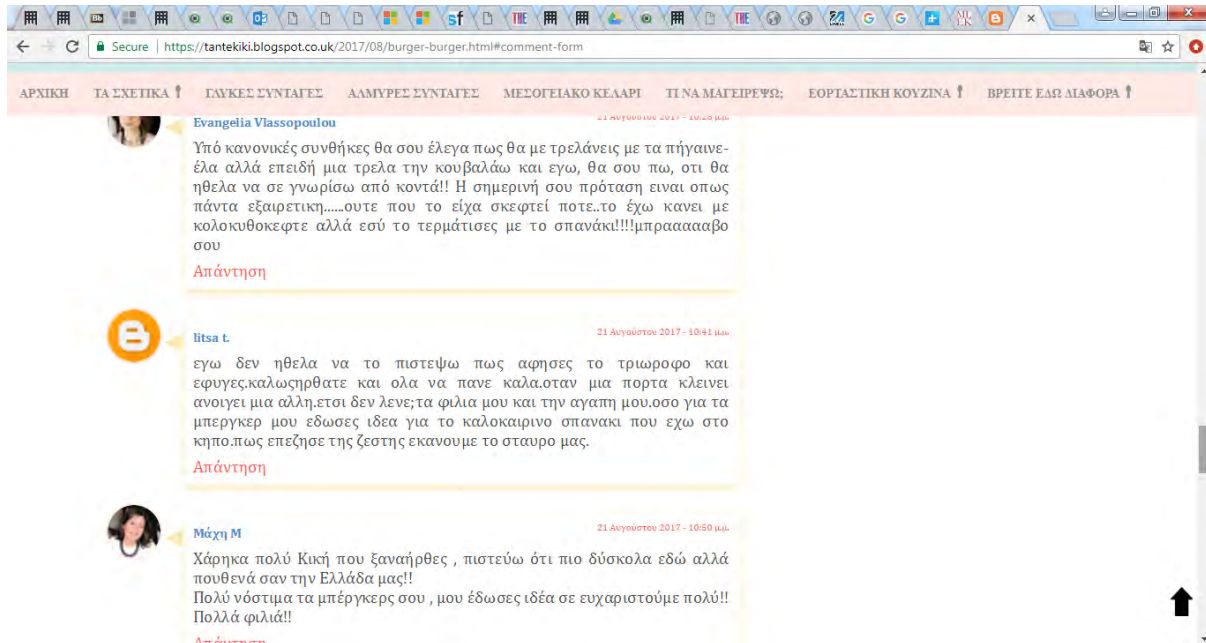 Secure | https://tantekiki.blogspot.co.uk/2017/08/burger-burger.html#comment-form
ΑΡΧΙΚΗ ΤΑ ΣΧΕΤΙΚΑ ΓΛΥΚΕΣ ΣΥΝΤΑΓΕΣ ΑΛΜΥΡΕΣ ΣΥΝΤΑΓΕΣ ΜΕΣΟΓΕΙΑΚΟ ΚΕΛΑΡΙ ΤΙ ΝΑ ΜΑΓΕΙΡΕΨΩ; ΕΟΡΤΑΣΤΙΚΗ ΚΟΥΖΙΝΑ ΒΡΕΙΤΕ ΕΔΩ ΔΙΑΦΟΡΑ
Evangelia Vlassopoulou 21 Αυγούστου 2017 - 10:28 μ.μ.
Υπό κανονικές συνθήκες θα σου έλεγα πως θα με τρελάνεις με τα πήγαινε-
έλα αλλά επειδή μια τρελα την κουβαλάω και εγω, θα σου πω, οτι θα
ηθελα να σε γνωρίσω από κοντά!! Η σημερινή σου πρόταση ειναι οπως
πάντα εξαιρετικη......ουτε που το είχα σκεφτεί ποτε..το έχω κανει με
κολοκυθοκεφτε αλλά εσύ το τερμάτισες με το σπανάκι!!!!μπραααααβο
σου
Απάντηση
litsa t. 21 Αυγούστου 2017 - 10:41 μ.μ.
εγω δεν ηθελα να το πιστεψω πως αφησες το τριωροφο και
εφυγες.καλωςηρθατε και ολα να πανε καλα.οταν μια πορτα κλεινει
ανοιγει μια αλλη.ετσι δεν λενε;τα φιλια μου και την αγαπη μου.οσο για τα
μπεργκερ μου εδωσες ιδεα για το καλοκαιρινο σπανακι που εχω στο
κηπο.πως επεζησε της ζεστης εκανουμε το σταυρο μας.
Απάντηση
Μάχη Μ 21 Αυγούστου 2017 - 10:50 μ.μ.
Χάρηκα πολύ Κική που ξαναήρθες , πιστεύω ότι πιο δύσκολα εδώ αλλά
πουθενά σαν την Ελλάδα μας!!
Πολύ νόστιμα τα μπέργκερς σου , μου έδωσες ιδέα σε ευχαριστούμε πολύ!!
Πολλά φιλιά!!
Απάντηση